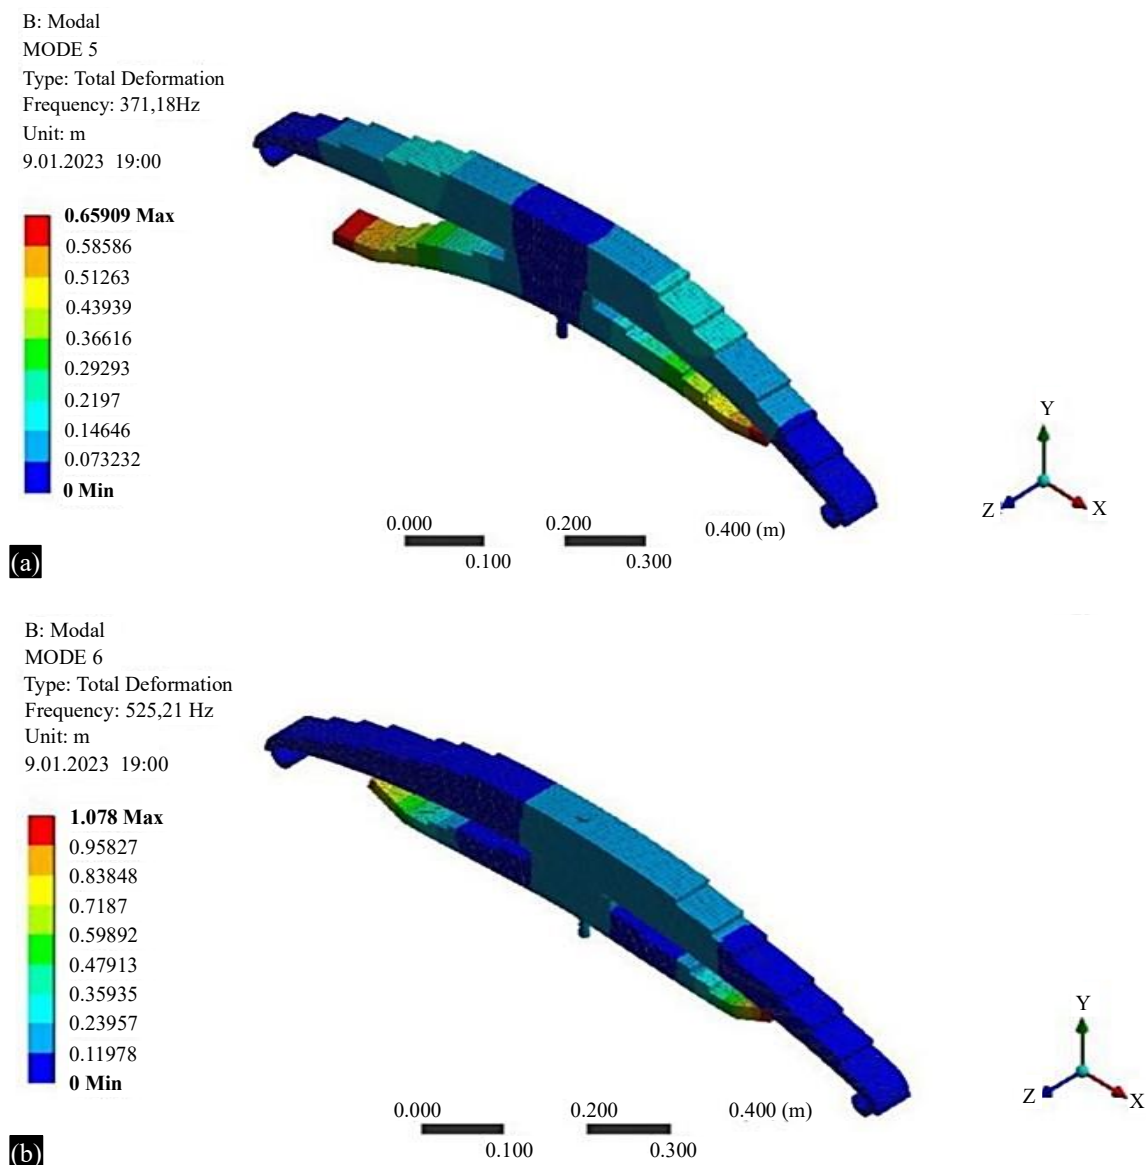 B: Modal
MODE 5
Type: Total Deformation
Frequency: 371,18Hz
Unit: m
9.01.2023 19:00
0.65909 Max
0.58586
0.51263
0.43939
0.36616
0.29293
0.2197
0.14646
0.073232
0 Min
Y
Z
X
0.000 0.200 0.400 (m)
0.100 0.300
(a)
B: Modal
MODE 6
Type: Total Deformation
Frequency: 525,21 Hz
Unit: m
9.01.2023 19:00
1.078 Max
0.95827
0.83848
0.7187
0.59892
0.47913
0.35935
0.23957
0.11978
0 Min
Y
Z
X
0.000 0.200 0.400 (m)
0.100 0.300
(b)